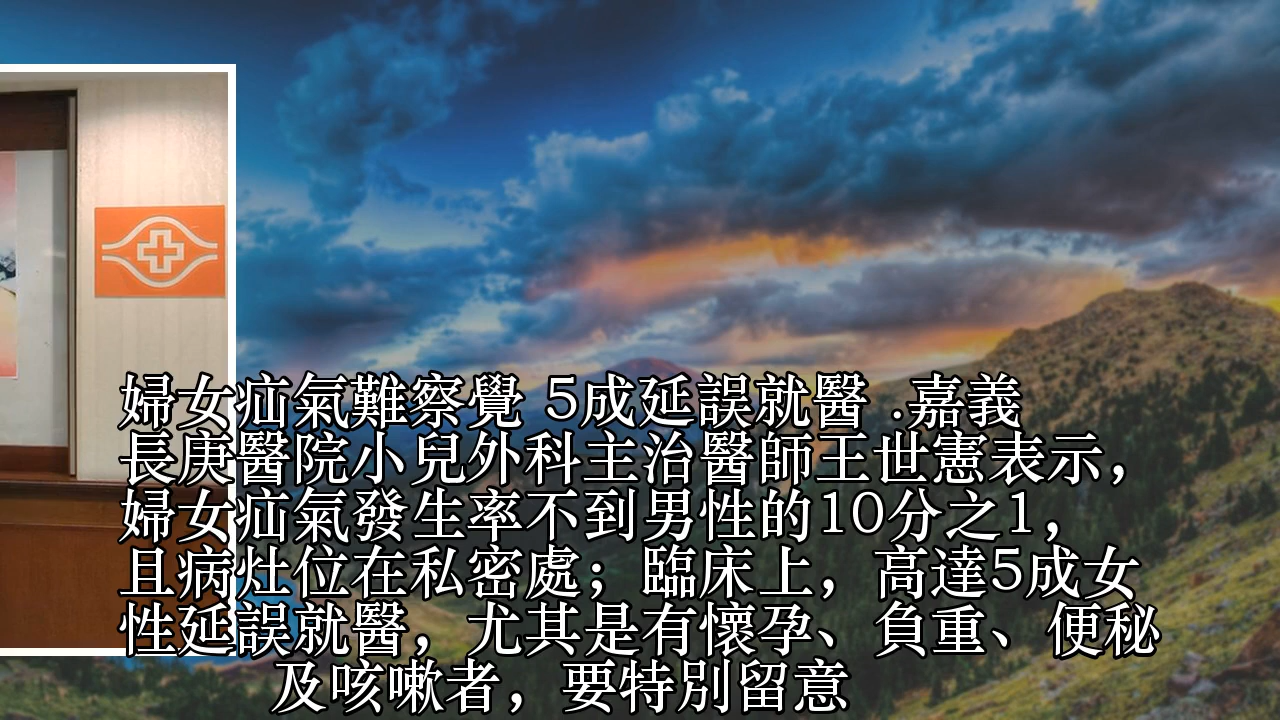 婦女疝氣難察覺 5成延誤就醫 .嘉義
長庚醫院小兒外科主治醫師王世憲表示，
婦女疝氣發生率不到男性的10分之1，
且病灶位在私密處；臨床上，高達5成女
性延誤就醫，尤其是有懷孕、負重、便秘
及咳嗽者，要特別留意